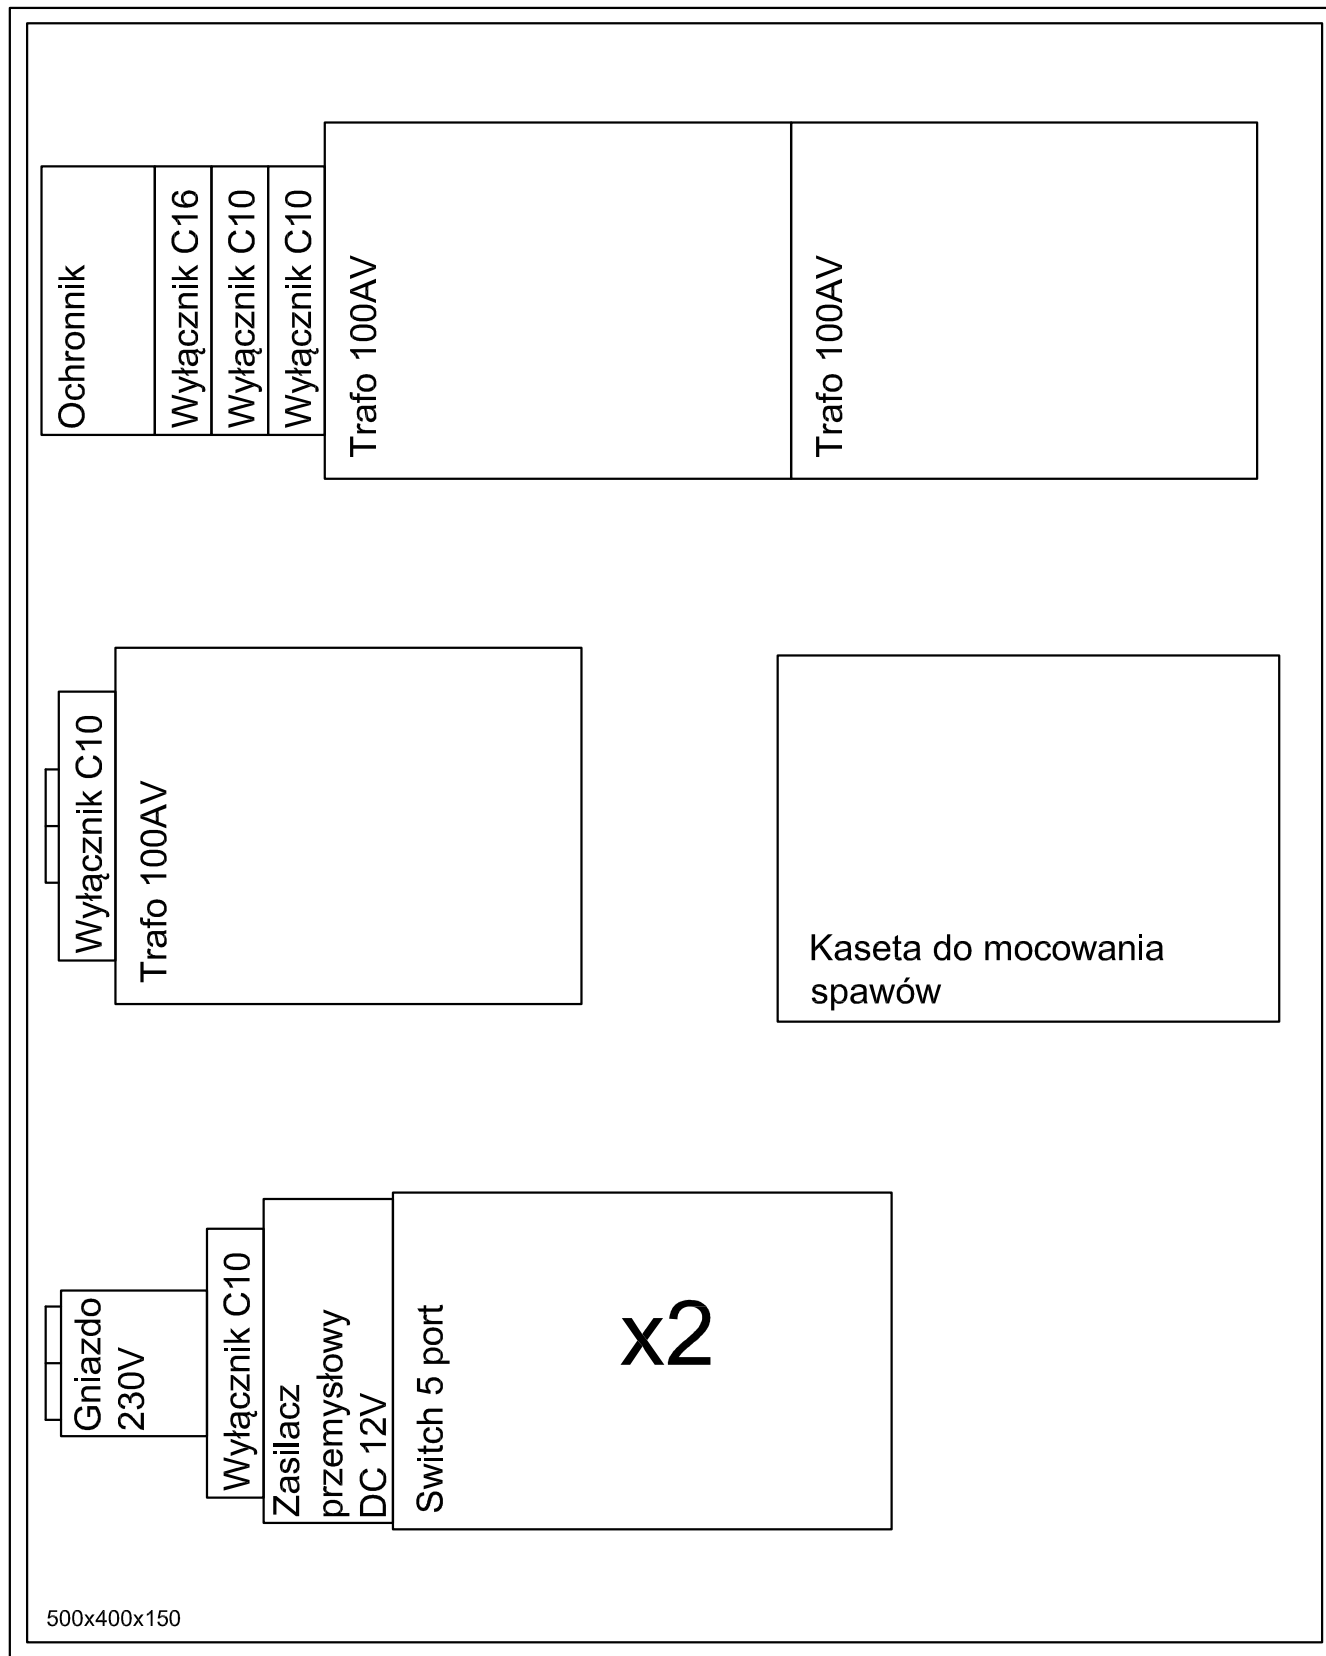 Ochronnik
Wyłącznik C16
Wyłącznik C10
Wyłącznik C10
Trafo 100AV
Trafo 100AV
Wyłącznik C10
Trafo 100AV
Kaseta do mocowania
spawów
Gniazdo
230V
Wyłącznik C10
Zasilacz
przemysłowy
DC 12V
Switch 5 port
x2
500x400x150